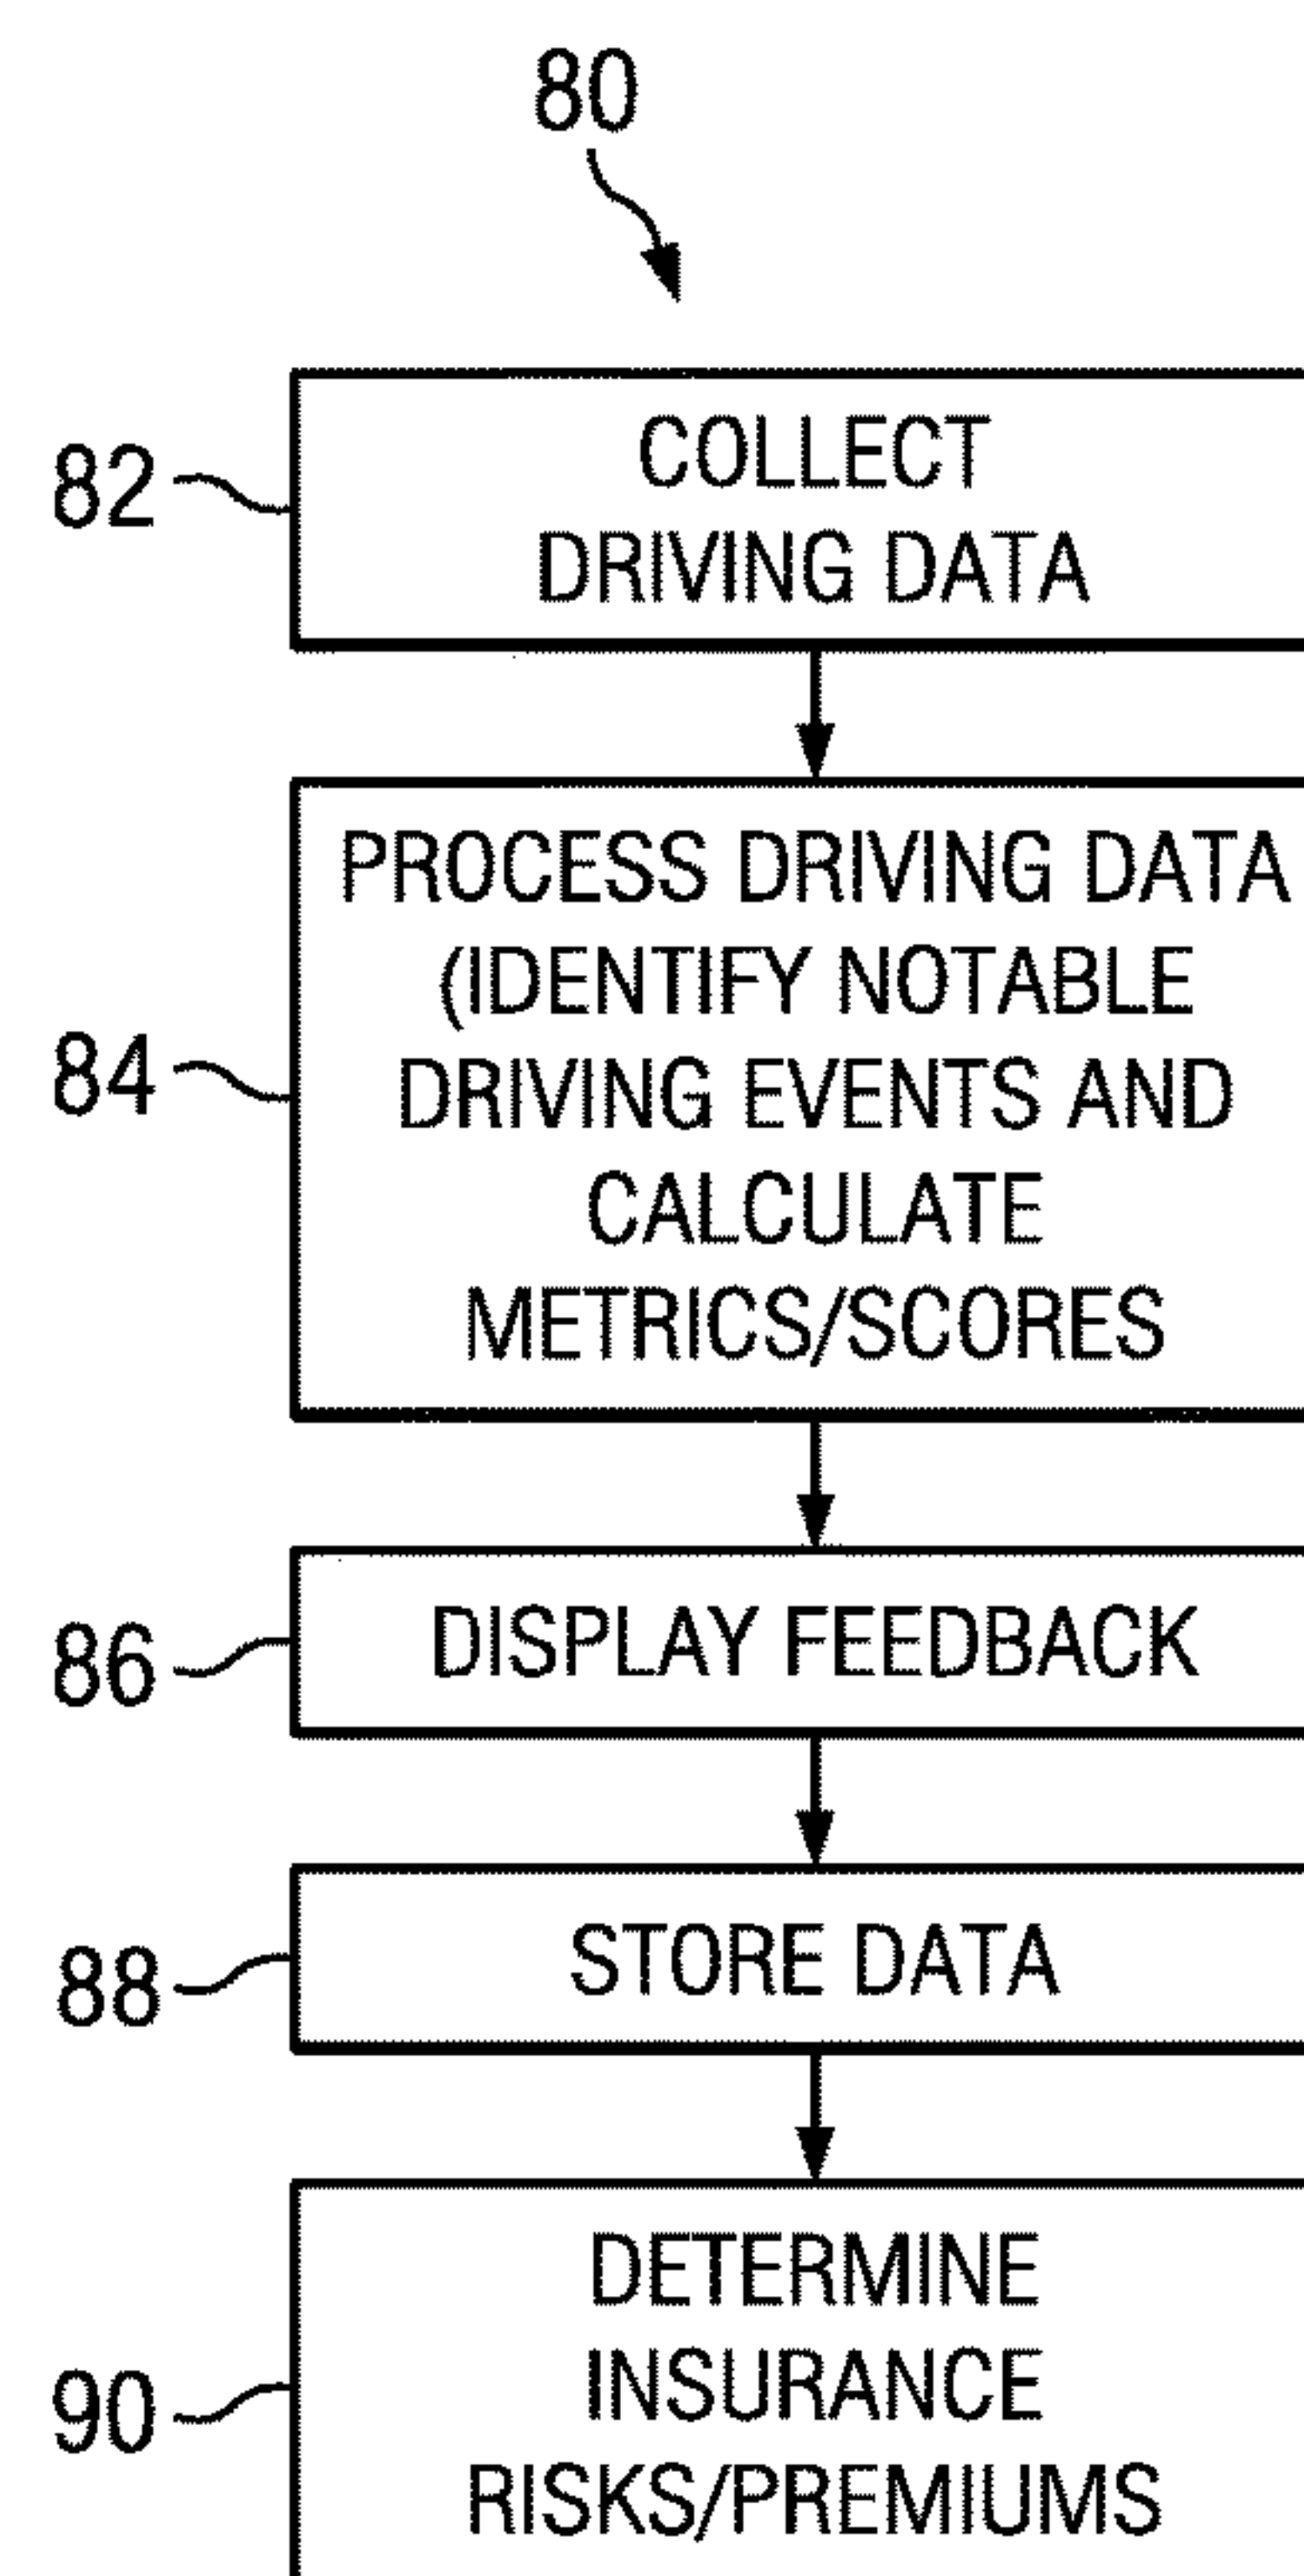 80
82
COLLECT
DRIVING DATA
84
PROCESS DRIVING DATA
(IDENTIFY NOTABLE
DRIVING EVENTS AND
CALCULATE
METRICS/SCORES
86
DISPLAY FEEDBACK
88
STORE DATA
90
DETERMINE
INSURANCE
RISKS/PREMIUMS